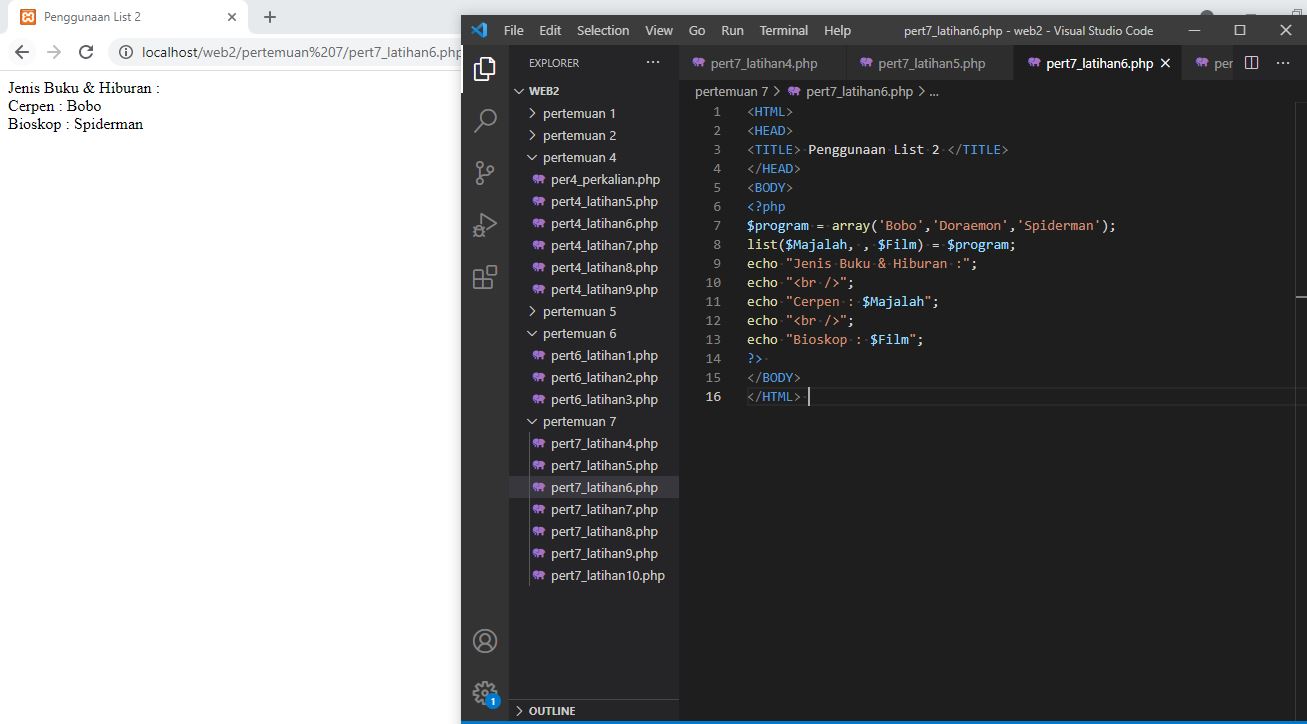 Penggunaan List 2
localhost/web2/pertemuan%207/pert7_latihan6.php
Jenis Buku & Hiburan :
Cerpen : Bobo
Bioskop : Spiderman
File Edit Selection View Go Run Terminal Help
pert7_latihan6.php - web2 - Visual Studio Code
EXPLORER
WEB2
pertemuan 1
pertemuan 2
pertemuan 4
per4_perkalian.php
pert4_latihan5.php
pert4_latihan6.php
pert4_latihan7.php
pert4_latihan8.php
pert4_latihan9.php
pertemuan 5
pertemuan 6
pert6_latihan1.php
pert6_latihan2.php
pert6_latihan3.php
pertemuan 7
pert7_latihan4.php
pert7_latihan5.php
pert7_latihan6.php
pert7_latihan7.php
pert7_latihan8.php
pert7_latihan9.php
pert7_latihan10.php
OUTLINE
1
pert7_latihan4.php pert7_latihan5.php pert7_latihan6.php per
pertemuan 7 > pert7_latihan6.php > ...
1 <HTML>
2 <HEAD>
3 <TITLE> Penggunaan List 2 </TITLE>
4 </HEAD>
5 <BODY>
6 <?php
7 $program = array('Bobo','Doraemon','Spiderman');
8 list($Majalah, , $Film) = $program;
9 echo "Jenis Buku & Hiburan :";
10 echo "<br />";
11 echo "Cerpen : $Majalah";
12 echo "<br />";
13 echo "Bioskop : $Film";
14 ?>
15 </BODY>
16 </HTML>